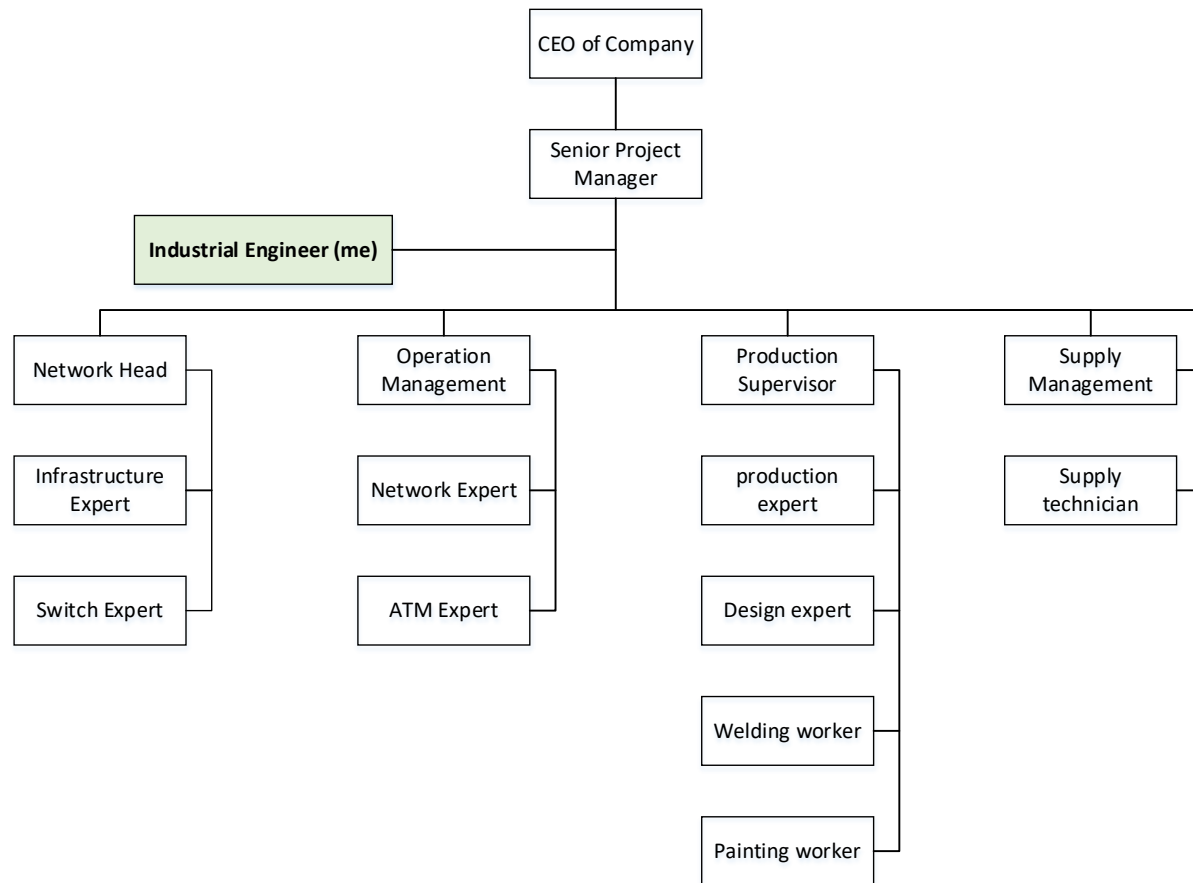 CEO of Company
Senior Project
Manager
Industrial Engineer (me)
Network Head
Infrastructure
Expert
Switch Expert
Operation
Management
Network Expert
ATM Expert
Production
Supervisor
production
expert
Design expert
Welding worker
Painting worker
Supply
Management
Supply
technician